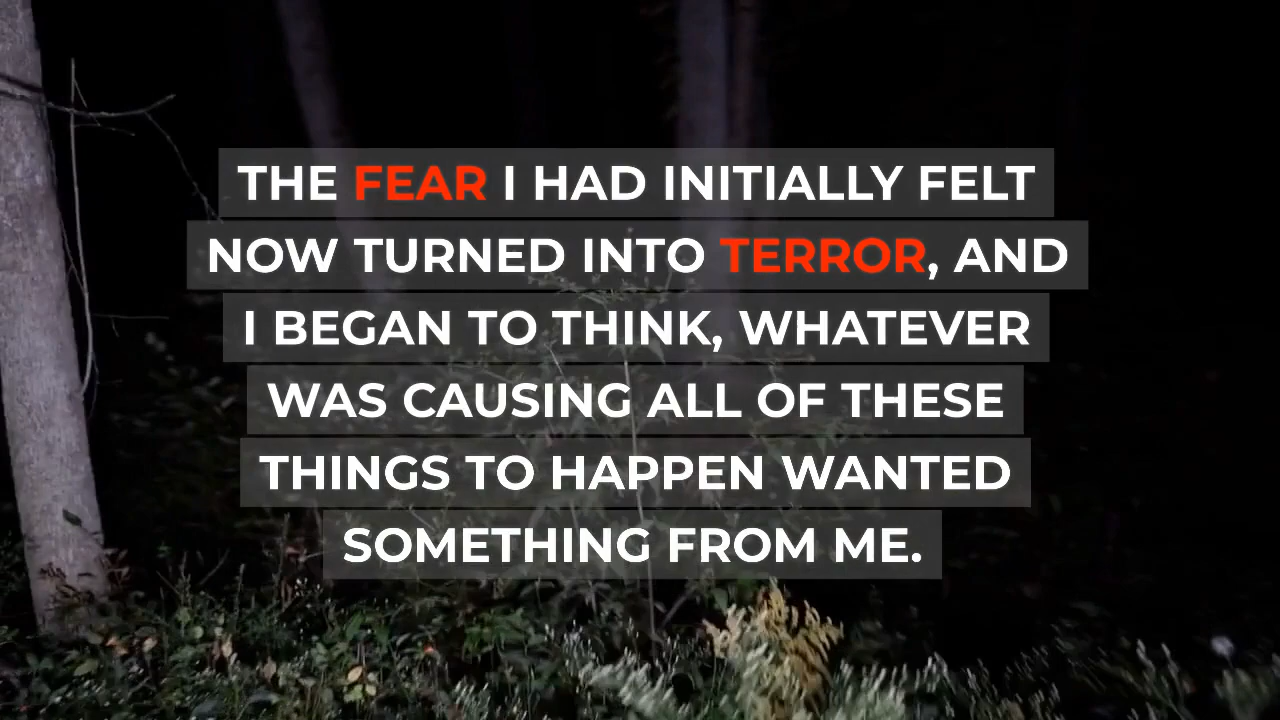 THE FEAR I HAD INITIALLY FELT
NOW TURNED INTO TERROR, AND
I BEGAN TO THINK, WHATEVER
WAS CAUSING ALL OF THESE
THINGS TO HAPPEN WANTED
SOMETHING FROM ME.